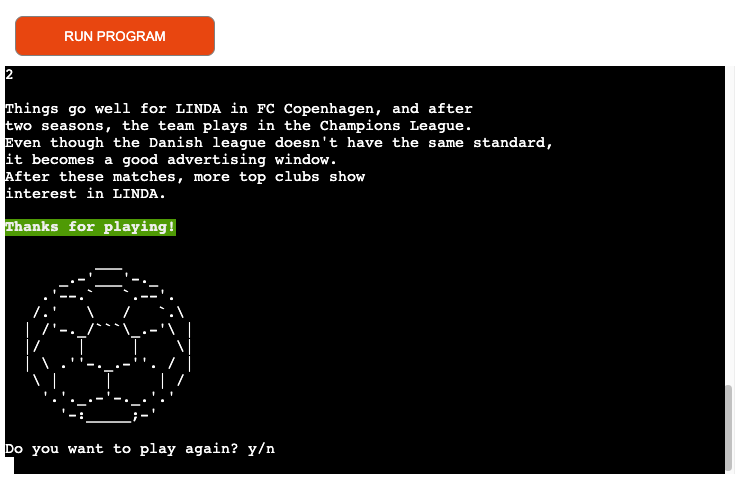 RUN PROGRAM
2
Things go well for LINDA in FC Copenhagen, and after
two seasons, the team plays in the Champions League.
Even though the Danish league doesn't have the same standard,
it becomes a good advertising window.
After these matches, more top clubs show
interest in LINDA.
Thanks for playing!
Do you want to play again? y/n